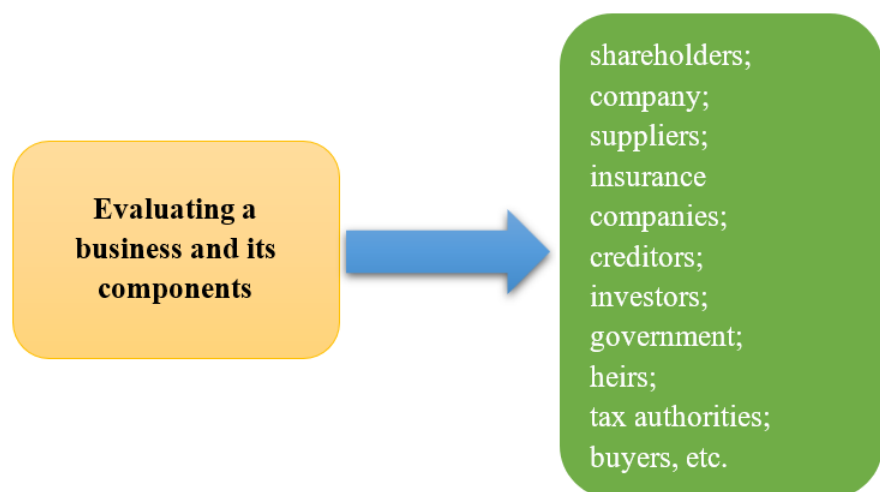 Evaluating a
business and its
components
shareholders;
company;
suppliers;
insurance
companies;
creditors;
investors;
government;
heirs;
tax authorities;
buyers, etc.